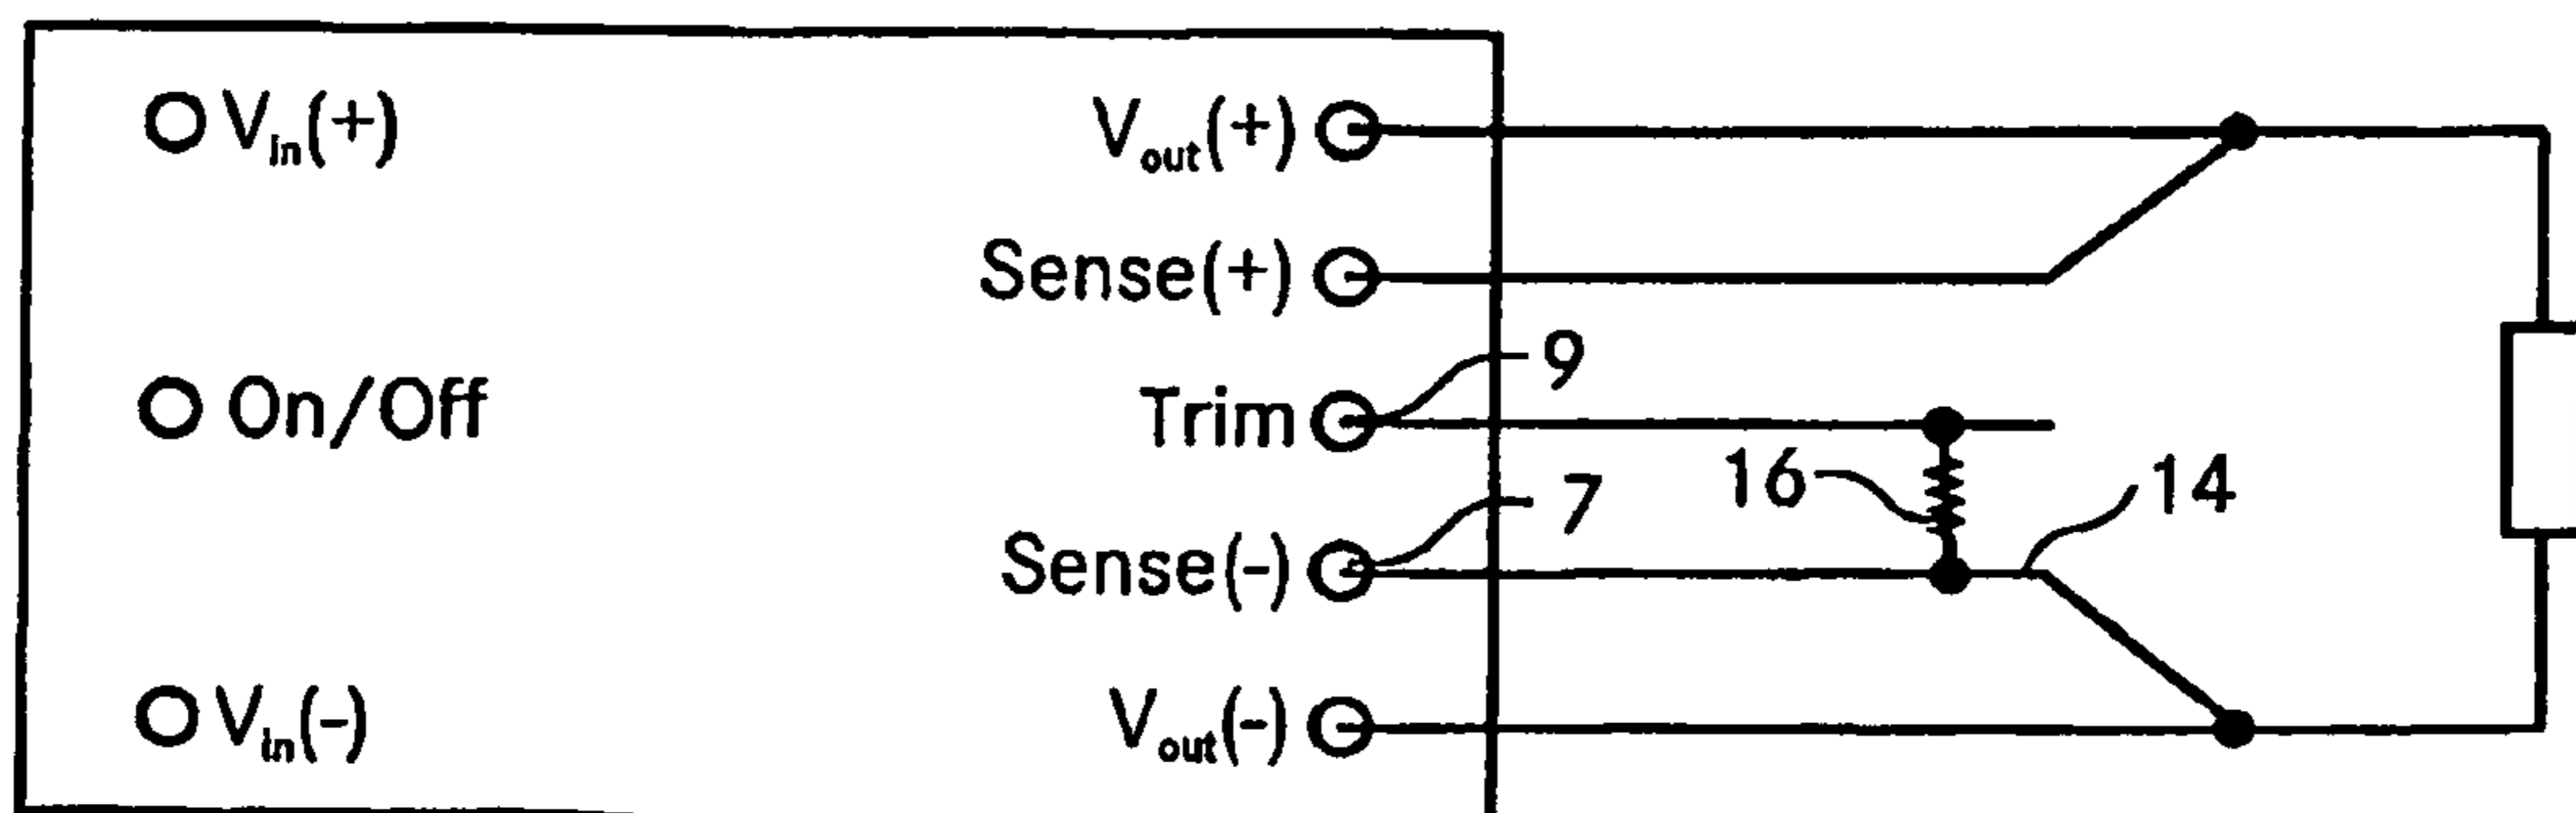 V_in(+)
V_out(+)
Sense(+)
9
On/Off
Trim
16
14
7
Sense(-)
V_in(-)
V_out(-)